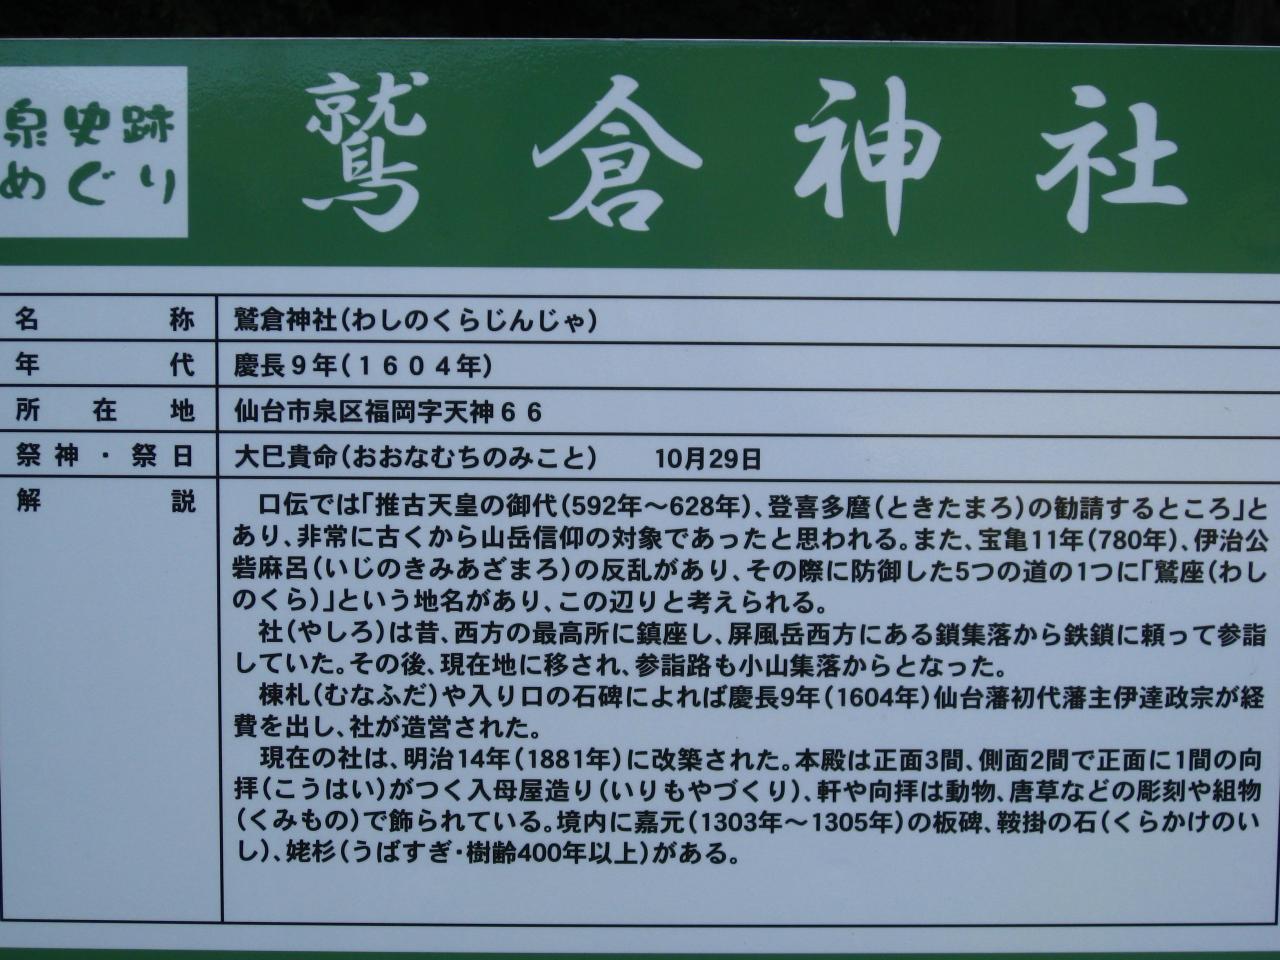 泉史跡
めぐり
鷲倉神社
名称 鷲倉神社(わしのくらじんじゃ)
年代 慶長9年(1604年)
所在地 仙台市泉区福岡字天神66
祭神・祭日 大巳貴命(おおなむちのみこと) 10月29日
解説 口伝では「推古天皇の御代(592年~628年)、登喜多麿(ときたまろ)の勧請するところ」と
あり、非常に古くから山岳信仰の対象であったと思われる。また、宝亀11年(780年)、伊治公
呰麻呂(いじのきみあざまろ)の反乱があり、その際に防御した5つの道の1つに「鷲座(わし
のくら)」という地名があり、この辺りと考えられる。
社(やしろ)は昔、西方の最高所に鎮座し、屏風岳西方にある鎖集落から鉄鎖に頼って参詣
していた。その後、現在地に移され、参詣路も小山集落からとなった。
棟札(むなふだ)や入り口の石碑によれば慶長9年(1604年)仙台藩初代藩主伊達政宗が経
費を出し、社が造営された。
現在の社は、明治14年(1881年)に改築された。本殿は正面3間、側面2間で正面に1間の向
拝(こうはい)がつく入母屋造り(いりもやづくり)、軒や向拝は動物、唐草などの彫刻や組物
(くみもの)で飾られている。境内に嘉元(1303年~1305年)の板碑、鞍掛の石(くらかけのい
し)、姥杉(うばすぎ・樹齢400年以上)がある。